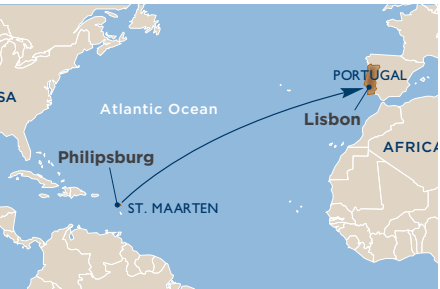 PORTUGAL
SA
Atlantic Ocean
Lisbon
AFRICA
Philipsburg
ST. MAARTEN